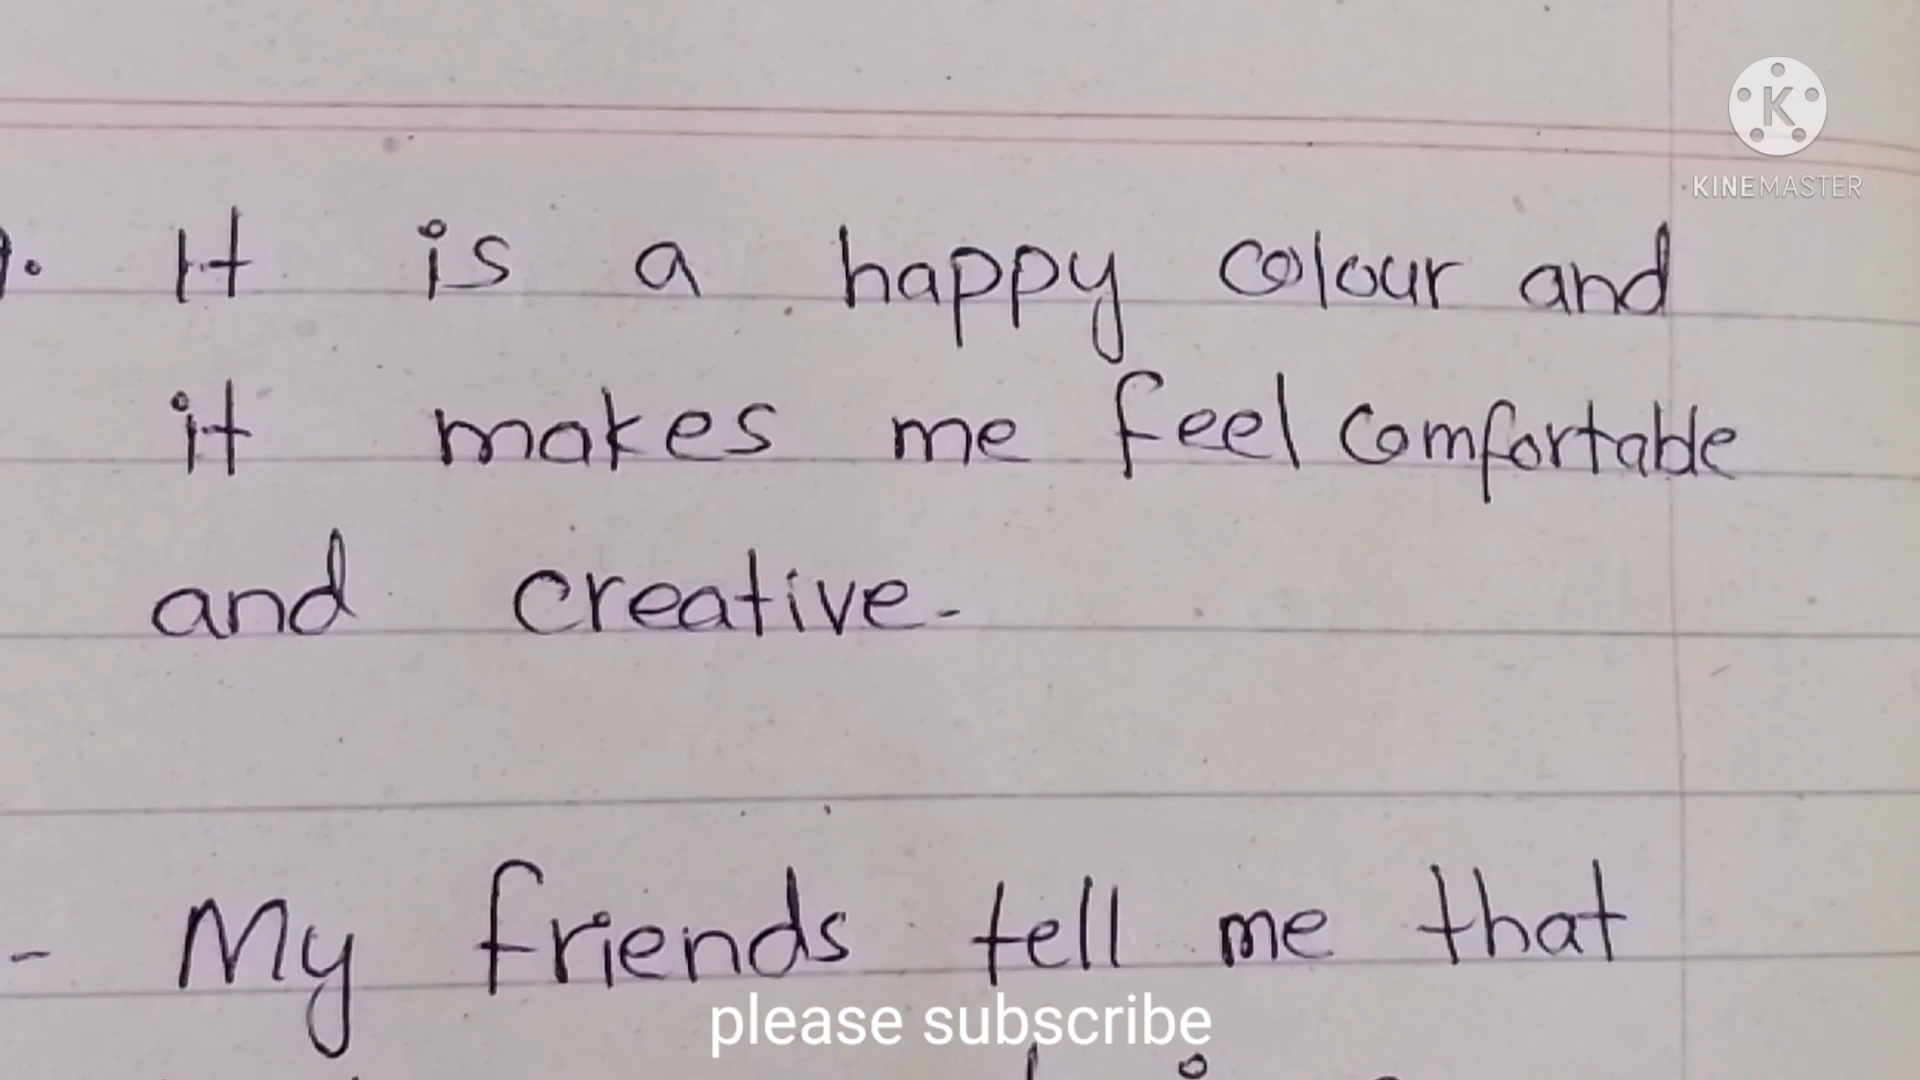 KINEMASTER
It is a happy colour and
it makes me feel comfortable
and creative.
- My friends tell me that
please subscribe